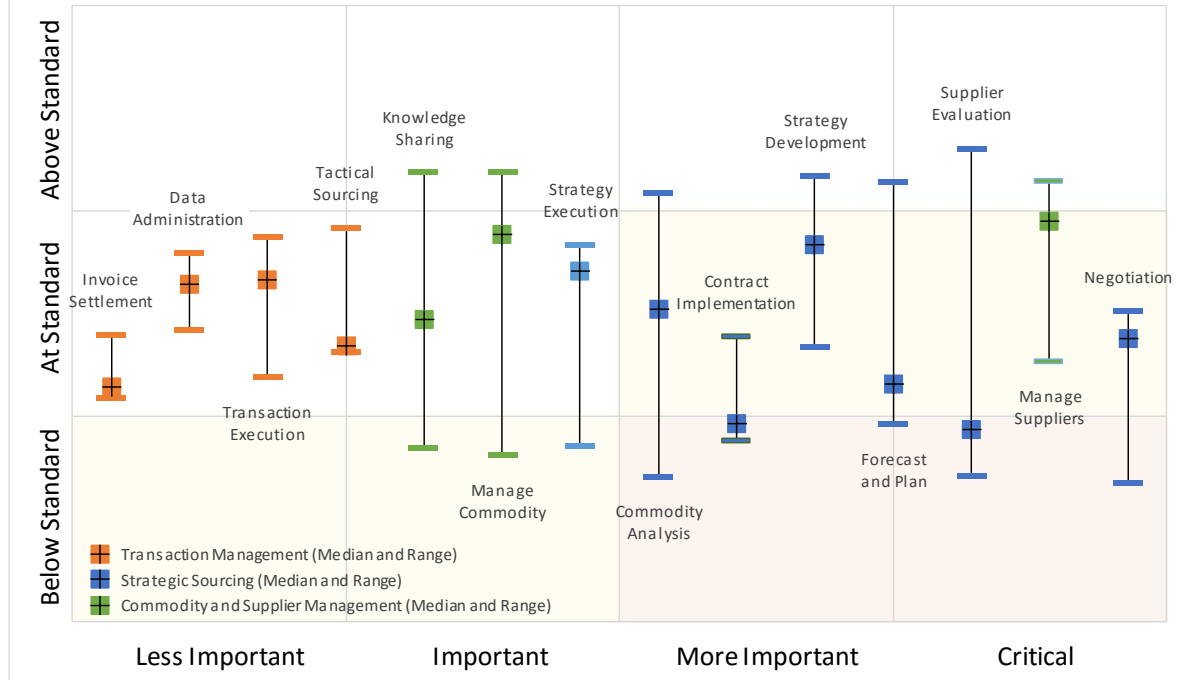 Above Standard
At Standard
Below Standard
Invoice
Settlement
Data
Administration
Transaction
Execution
Tactical
Sourcing
Knowledge
Sharing
Manage
Commodity
Strategy
Execution
Commodity
Analysis
Contract
Implementation
Strategy
Development
Forecast
and Plan
Supplier
Evaluation
Manage
Suppliers
Negotiation
Transaction Management (Median and Range)
Strategic Sourcing (Median and Range)
Commodity and Supplier Management (Median and Range)
Less Important
Important
More Important
Critical